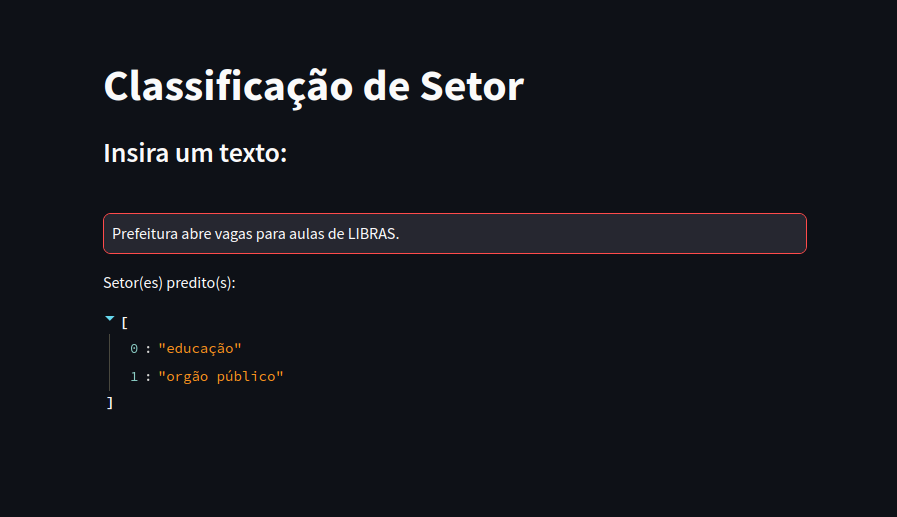 Classificação de Setor
Insira um texto:
Prefeitura abre vagas para aulas de LIBRAS.
Setor(es) predito(s):
[
0 : "educação"
1 : "orgão público"
]